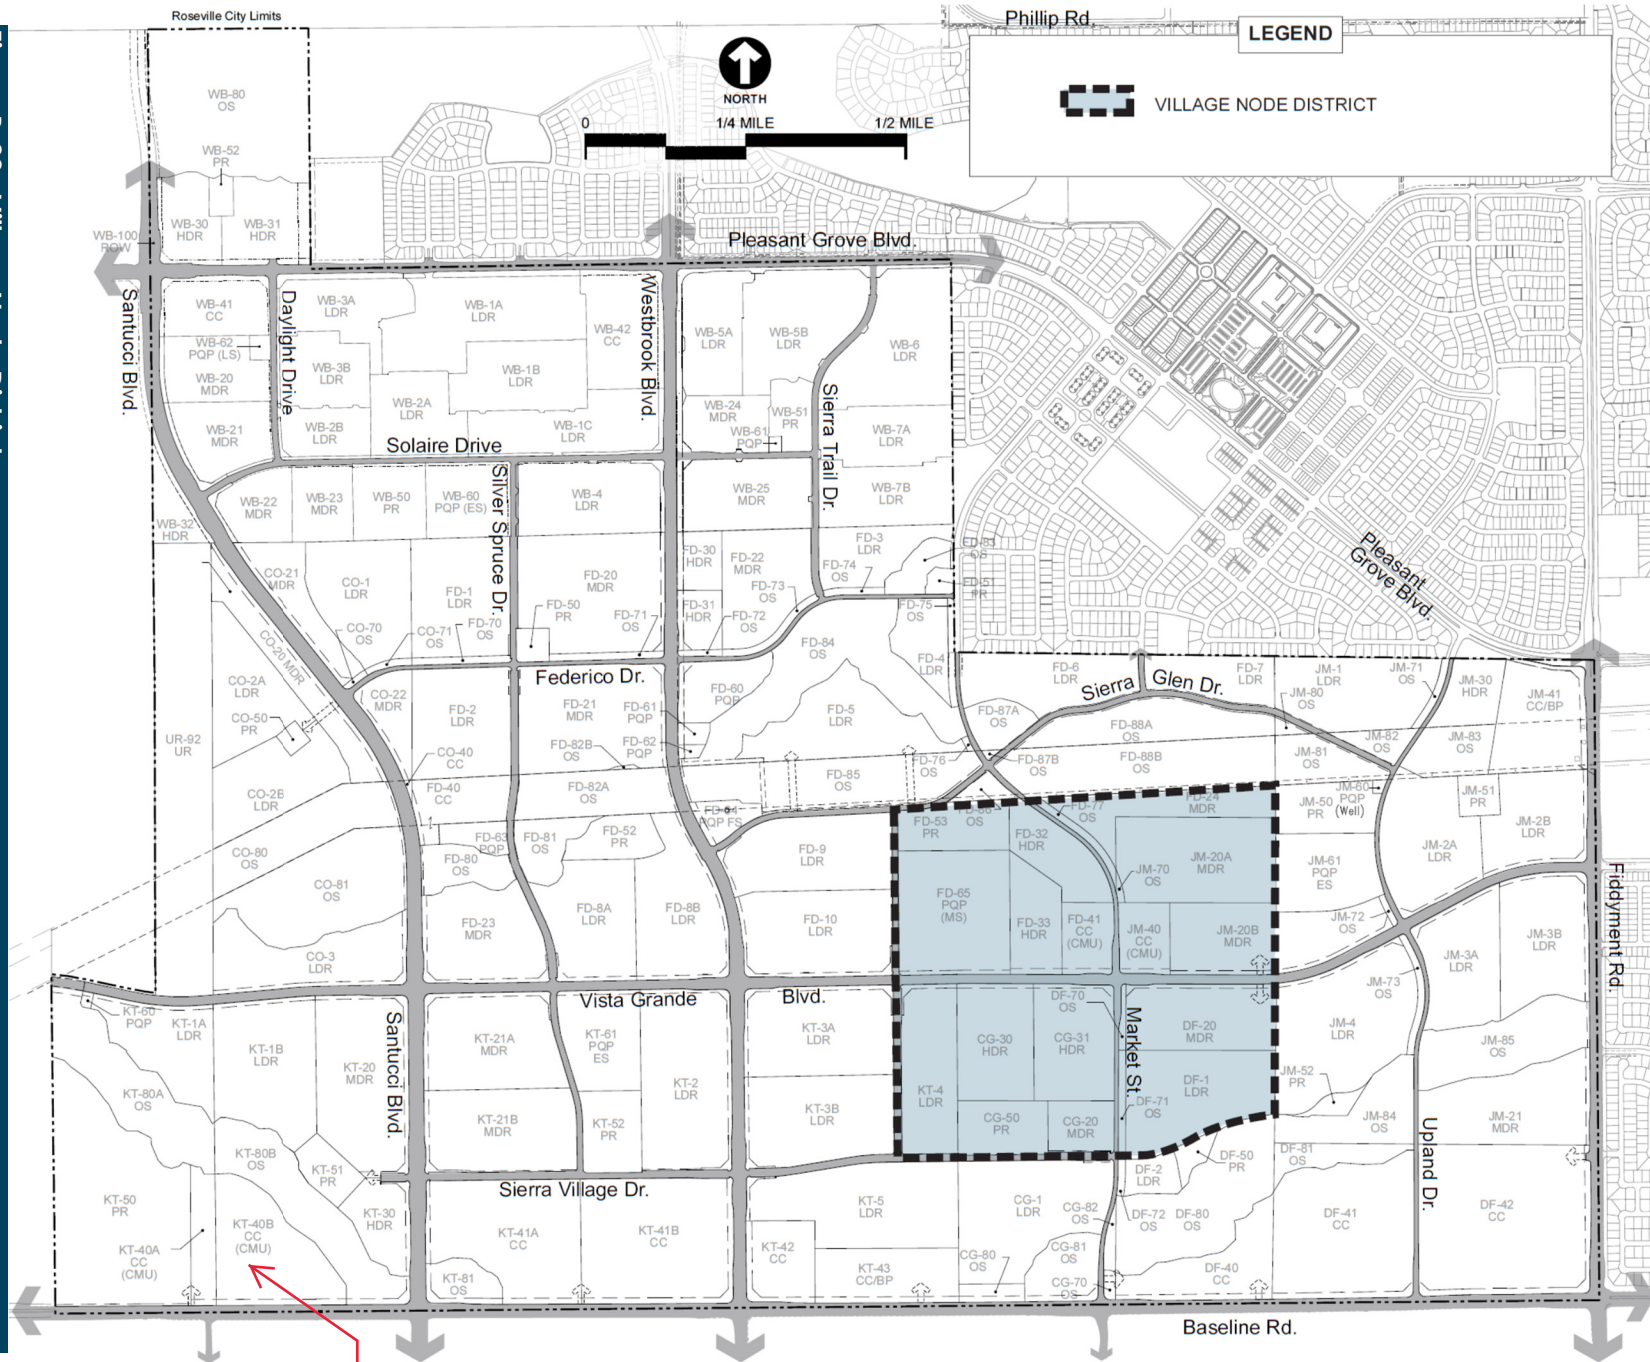 Roseville City Limits
Phillip Rd.
LEGEND
VILLAGE NODE DISTRICT
NORTH
0
1/4 MILE
1/2 MILE
WB-80
OS
WB-52
PR
WB-30
HDR
WB-31
HDR
WB-100
ROW
Pleasant Grove Blvd.
Santucci Blvd.
Daylight Drive
Westbrook Blvd.
WB-41
CC
WB-3A
LDR
WB-1A
LDR
WB-42
CC
WB-5A
LDR
WB-5B
LDR
WB-6
LDR
WB-62
PQP (LS)
WB-20
MDR
WB-3B
LDR
WB-1B
LDR
WB-2A
LDR
WB-24
MDR
WB-51
PR
WB-21
MDR
WB-2B
LDR
WB-1C
LDR
WB-61
PQP
WB-7A
LDR
Sierra Trail Dr.
Solaire Drive
Silver Spruce Dr.
WB-22
MDR
WB-23
MDR
WB-50
PR
WB-60
PQP (ES)
WB-4
LDR
WB-25
MDR
WB-7B
LDR
WB-32
HDR
CO-21
MDR
CO-1
LDR
FD-1
LDR
FD-20
MDR
FD-30
HDR
FD-22
MDR
FD-3
LDR
FD-83
OS
FD-74
OS
FD-73
OS
FD-51
PR
Pleasant
Grove Blvd.
FD-50
PR
FD-31
HDR
FD-72
OS
FD-75
OS
FD-71
OS
CO-70
OS
CO-71
OS
FD-70
OS
CO-20 MDR
FD-84
OS
FD-4
LDR
Federico Dr.
CO-2A
LDR
CO-22
MDR
FD-2
LDR
FD-21
MDR
FD-60
PQP
FD-61
PQP
FD-5
LDR
FD-6
LDR
Sierra Glen Dr.
FD-7
LDR
JM-1
LDR
JM-71
OS
JM-30
HDR
JM-41
CC/BP
JM-80
OS
CO-50
PR
UR-92
UR
FD-82B
OS
FD-62
PQP
FD-87A
OS
FD-88A
OS
JM-82
OS
JM-83
OS
CO-40
CC
FD-76
OS
FD-87B
OS
FD-88B
OS
JM-81
OS
CO-2B
LDR
FD-40
CC
FD-82A
OS
FD-85
OS
JM-50
PR
JM-60
PQP
(Well)
JM-51
PR
FD-64
PQP FS
FD-53
PR
OS
FD-77
OS
FD-24
MDR
FD-32
HDR
JM-2B
LDR
JM-2A
LDR
CO-80
OS
FD-80
OS
FD-63
PQP
FD-81
OS
FD-52
PR
FD-9
LDR
JM-70
OS
JM-20A
MDR
JM-61
PQP
ES
Fiddyment Rd.
CO-81
OS
FD-65
PQP
(MS)
FD-23
MDR
FD-8A
LDR
FD-8B
LDR
FD-10
LDR
FD-33
HDR
FD-41
CC
(CMU)
JM-40
CC
(CMU)
JM-20B
MDR
JM-72
OS
JM-3B
LDR
CO-3
LDR
JM-3A
LDR
JM-73
OS
Vista Grande
Blvd.
KT-60
PQP
KT-1A
LDR
KT-1B
LDR
KT-20
MDR
Santucci Blvd.
KT-21A
MDR
KT-61
PQP
ES
KT-2
LDR
KT-3A
LDR
CG-30
HDR
CG-31
HDR
DF-70
OS
Market St.
DF-20
MDR
JM-4
LDR
JM-85
OS
KT-80A
OS
KT-21B
MDR
KT-52
PR
KT-3B
LDR
KT-4
LDR
CG-50
PR
CG-20
MDR
DF-71
OS
DF-1
LDR
JM-52
PR
JM-84
OS
JM-21
MDR
Upland Dr.
KT-80B
OS
KT-51
PR
DF-50
PR
DF-81
OS
DF-2
LDR
Sierra Village Dr.
KT-50
PR
KT-40B
CC
(CMU)
KT-30
HDR
KT-41A
CC
KT-41B
CC
KT-5
LDR
CG-1
LDR
CG-82
OS
DF-72
OS
DF-80
OS
DF-41
CC
DF-42
CC
KT-40A
CC
(CMU)
KT-42
CC
KT-43
CC/BP
CG-80
OS
CG-81
OS
KT-81
OS
CG-70
OS
DF-40
CC
Baseline Rd.